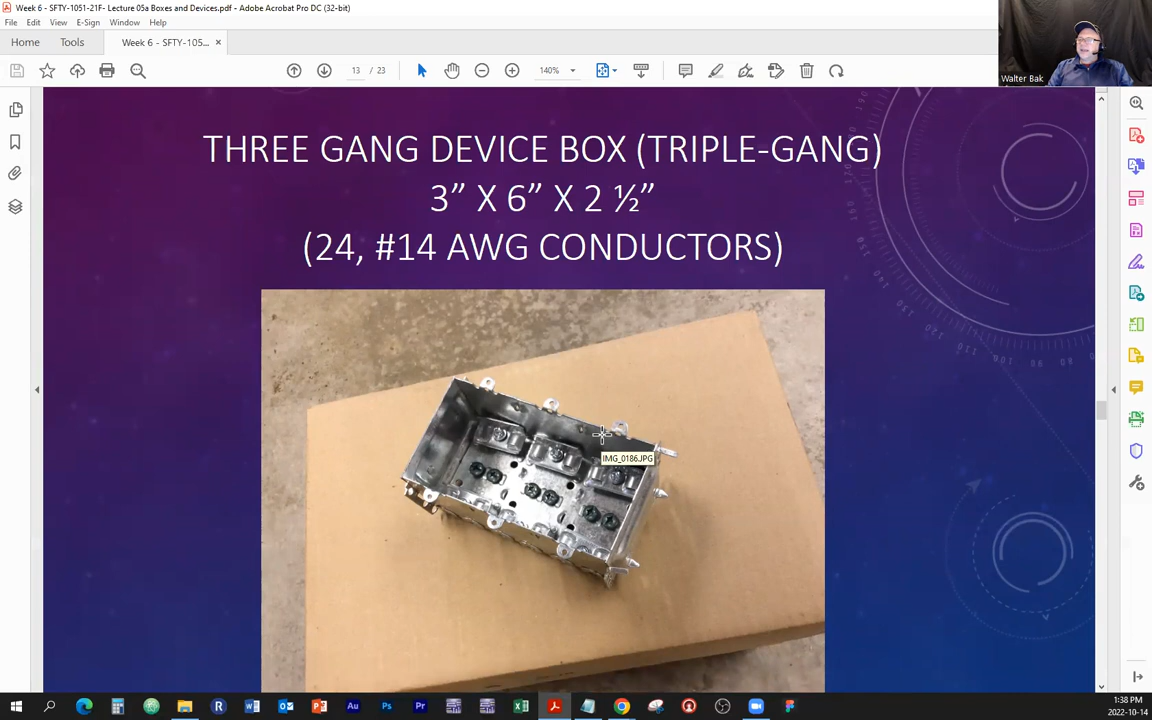 Week 6 - SFTY-1051-21F- Lecture 05a Boxes and Devices.pdf - Adobe Acrobat Pro DC (32-bit)
File Edit View E-Sign Window Help
Home Tools Week 6 - SFTY-105... ×
13 / 23 140%
Walter Bak
THREE GANG DEVICE BOX (TRIPLE-GANG)
3” X 6” X 2 ½”
(24, #14 AWG CONDUCTORS)
IMG_0186.JPG
1:38 PM
2022-10-14